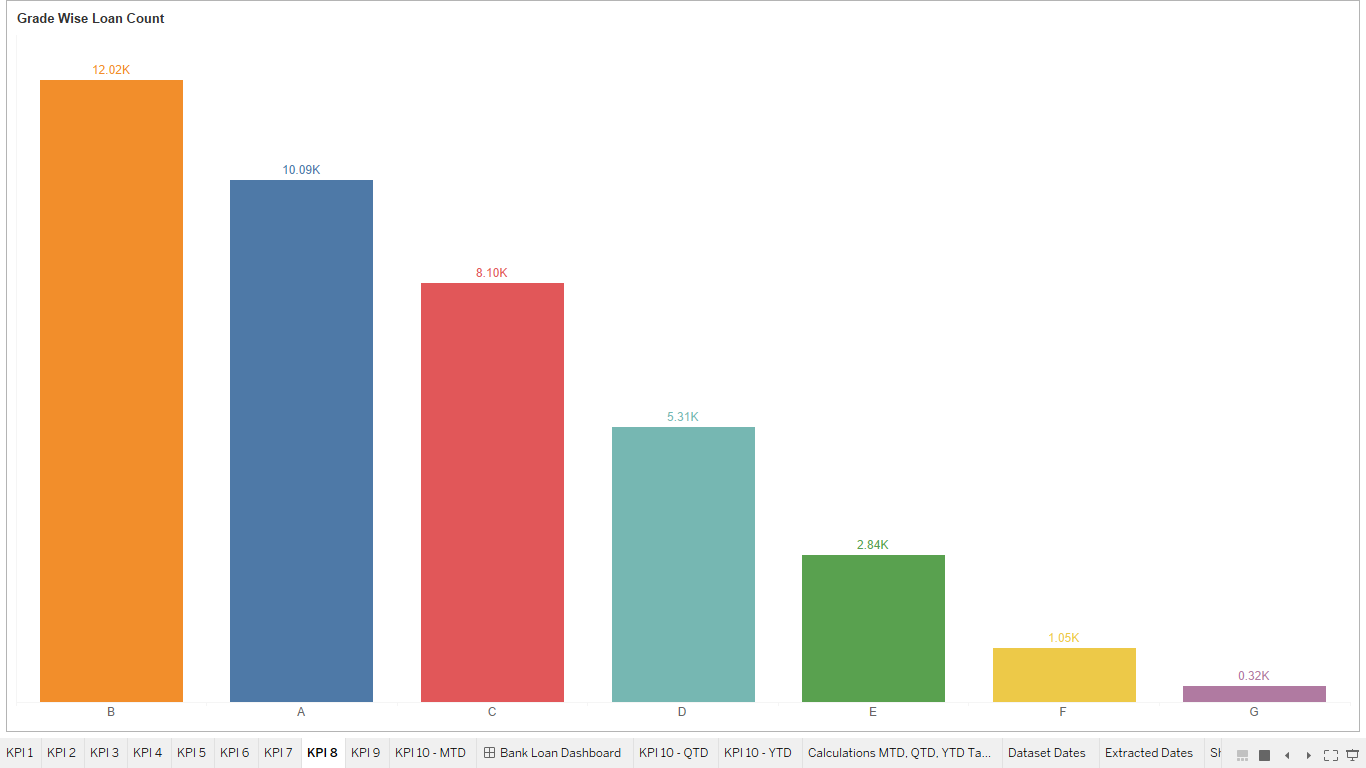 Grade Wise Loan Count
12.02K
10.09K
8.10K
5.31K
2.84K
1.05K
0.32K
B A C D E F G
KPI 1 KPI 2 KPI 3 KPI 4 KPI 5 KPI 6 KPI 7 KPI 8 KPI 9 KPI 10 - MTD Bank Loan Dashboard KPI 10 - QTD KPI 10 - YTD Calculations MTD, QTD, YTD Ta... Dataset Dates Extracted Dates